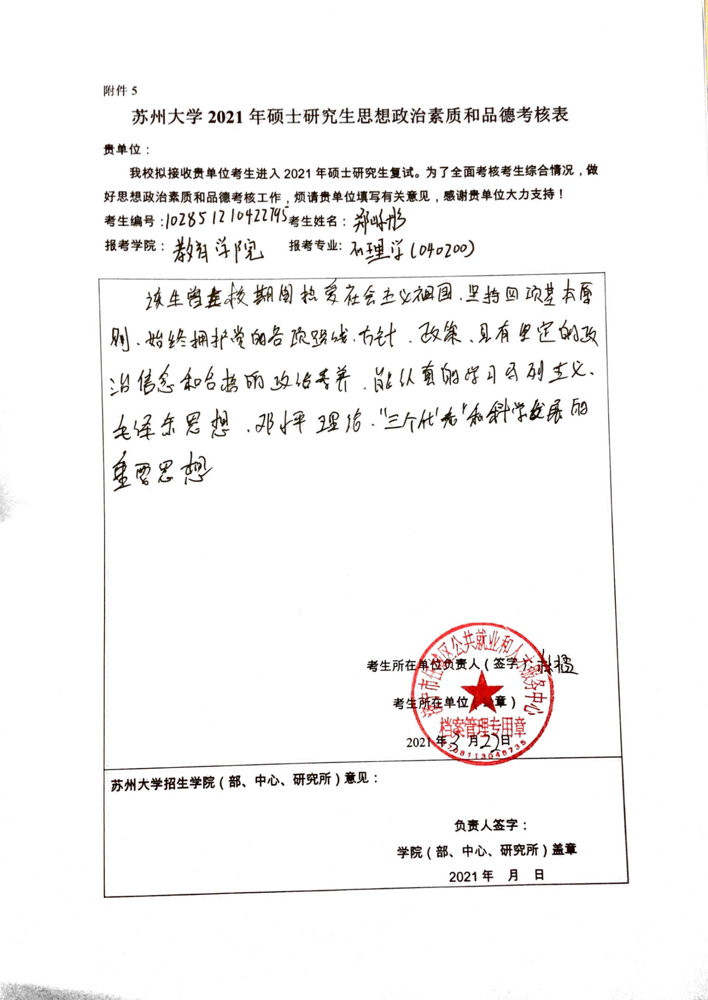 附件 5
苏州大学 2021 年硕士研究生思想政治素质和品德考核表
贵单位：
我校拟接收贵单位考生进入 2021 年硕士研究生复试。为了全面考核考生综合情况，做
好思想政治素质和品德考核工作，烦请贵单位填写有关意见，感谢贵单位大力支持！
考生编号：102851210422795 考生姓名：郑彤
报考学院：教育学院 报考专业：心理学(040200)
该生曾在校期间热爱社会主义祖国、坚持四项基本原
则、始终拥护党的各项路线、方针、政策、具有坚定的政
治信念和合格的政治素养、能认真的学习马列主义、
毛泽东思想、邓小平理论、“三个代表”和科学发展的
重要思想
考生所在单位负责人（签字）
考生所在单位（公章）
2021 年 3 月 22 日
济宁市任城区公共就业和人才服务中心
档案管理专用章
3708113046735
苏州大学招生学院（部、中心、研究所）意见：
负责人签字：
学院（部、中心、研究所）盖章
2021 年 月 日